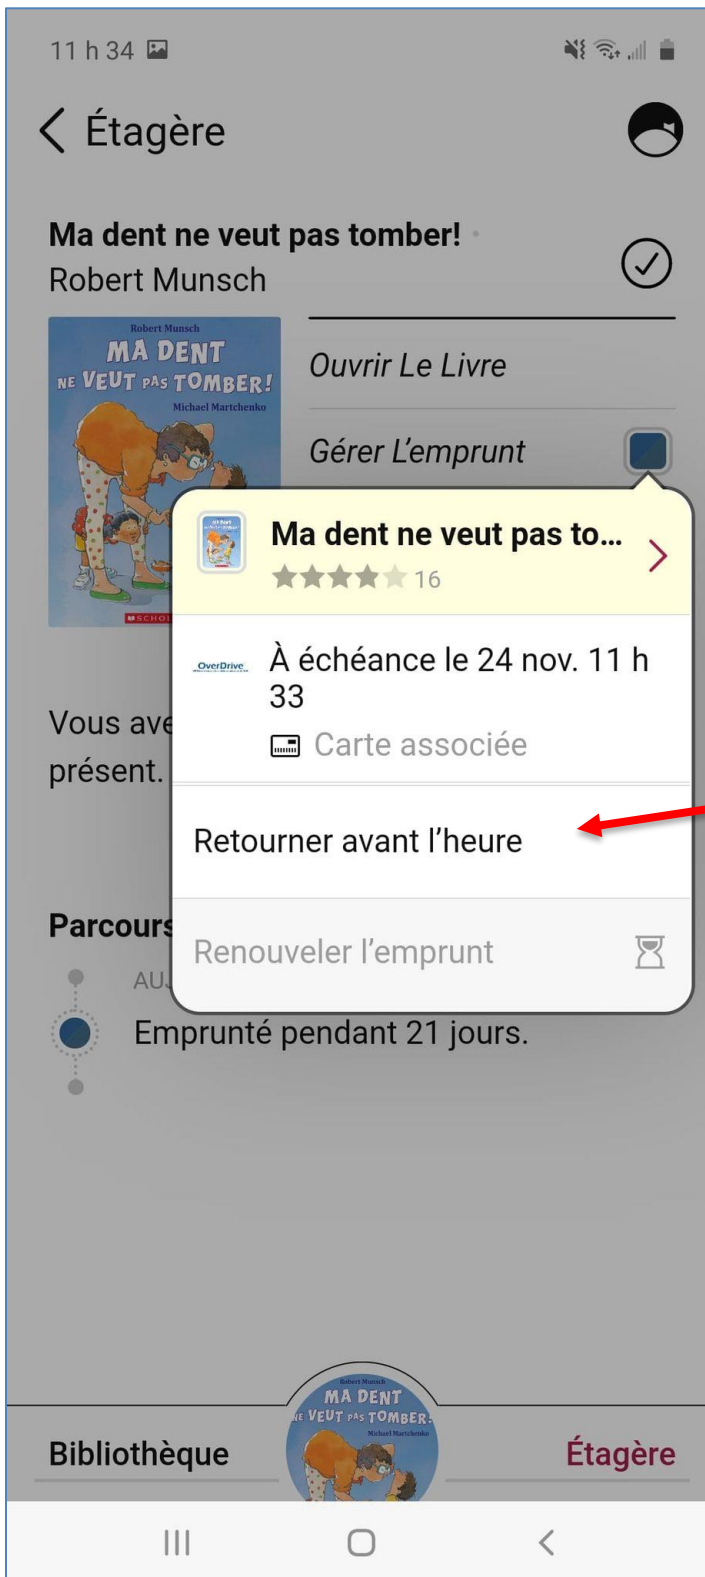 11 h 34
Étagère
Ma dent ne veut pas tomber!
Robert Munsch
Robert Munsch
MA DENT
NE VEUT PAS TOMBER!
Michael Martchenko
Ouvrir Le Livre
Gérer L'emprunt
Ma dent ne veut pas to...
16
OverDrive
À échéance le 24 nov. 11 h
33
Carte associée
Vous ave
présent.
Retourner avant l'heure
Parcours
Renouveler l'emprunt
AUJ
Emprunté pendant 21 jours.
Robert Munsch
MA DENT
NE VEUT PAS TOMBER!
Michael Martchenko
Bibliothèque
Étagère